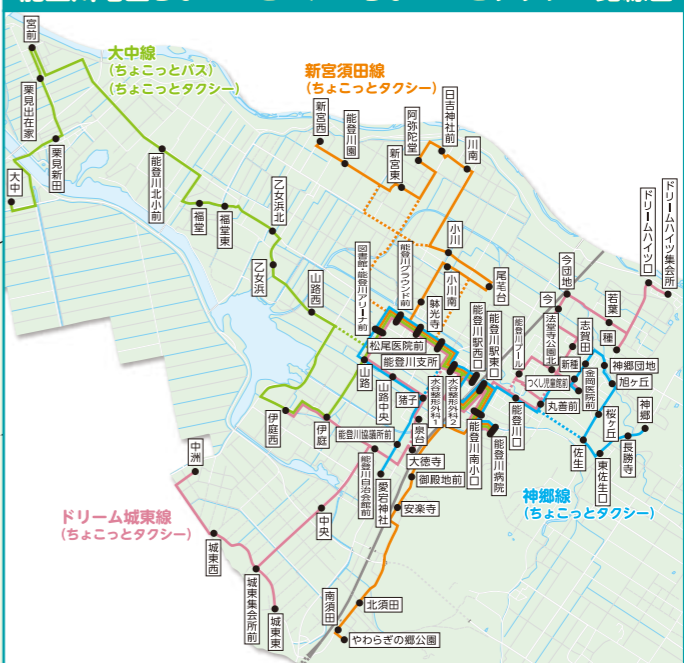 宮前
大中線
(ちょこっとバス)
(ちょこっとタクシー)
新宮須田線
(ちょこっとタクシー)
栗見出在家
栗見新田
大中
能登川北小前
福堂
福堂東
乙女浜北
乙女浜
山路西
新宮西
能登川園
新宮東
阿弥陀堂
日吉神社前
川南
小川
小川南
尾茗台
図書館・能登川アリーナ前
能登川グラウンド前
躰光寺
能登川駅西口
能登川駅東口
能登川プール
今
今団地
法堂寺公園北
志賀田
若葉
種
ドリームハイツ口
ドリームハイツ集会所
松尾医院前
能登川支所
新種
つくし児童館前
金岡医院前
神郷団地
旭ヶ丘
丸善前
山路
山路中央
猪子
水谷整形外科1
水谷整形外科2
能登川口
桜ヶ丘
神郷
長勝寺
佐生
東佐生口
伊庭西
伊庭
能登川協議所前
泉台
能登川南小口
能登川病院
大徳寺
御殿地前
能登川自治会館前
愛宕神社
安楽寺
神郷線
(ちょこっとタクシー)
中洲
ドリーム城東線
(ちょこっとタクシー)
中央
城東西
城東集会所前
城東東
南須田
北須田
やわらぎの郷公園